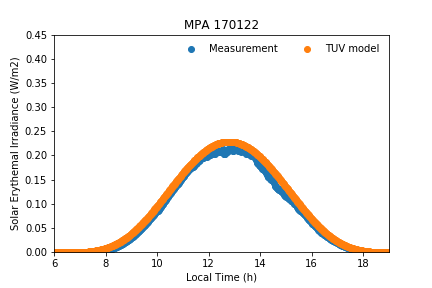 MPA 170122
Measurement TUV model
Solar Erythemal Irradiance (W/m2)
0.45
0.40
0.35
0.30
0.25
0.20
0.15
0.10
0.05
0.00
6 8 10 12 14 16 18
Local Time (h)